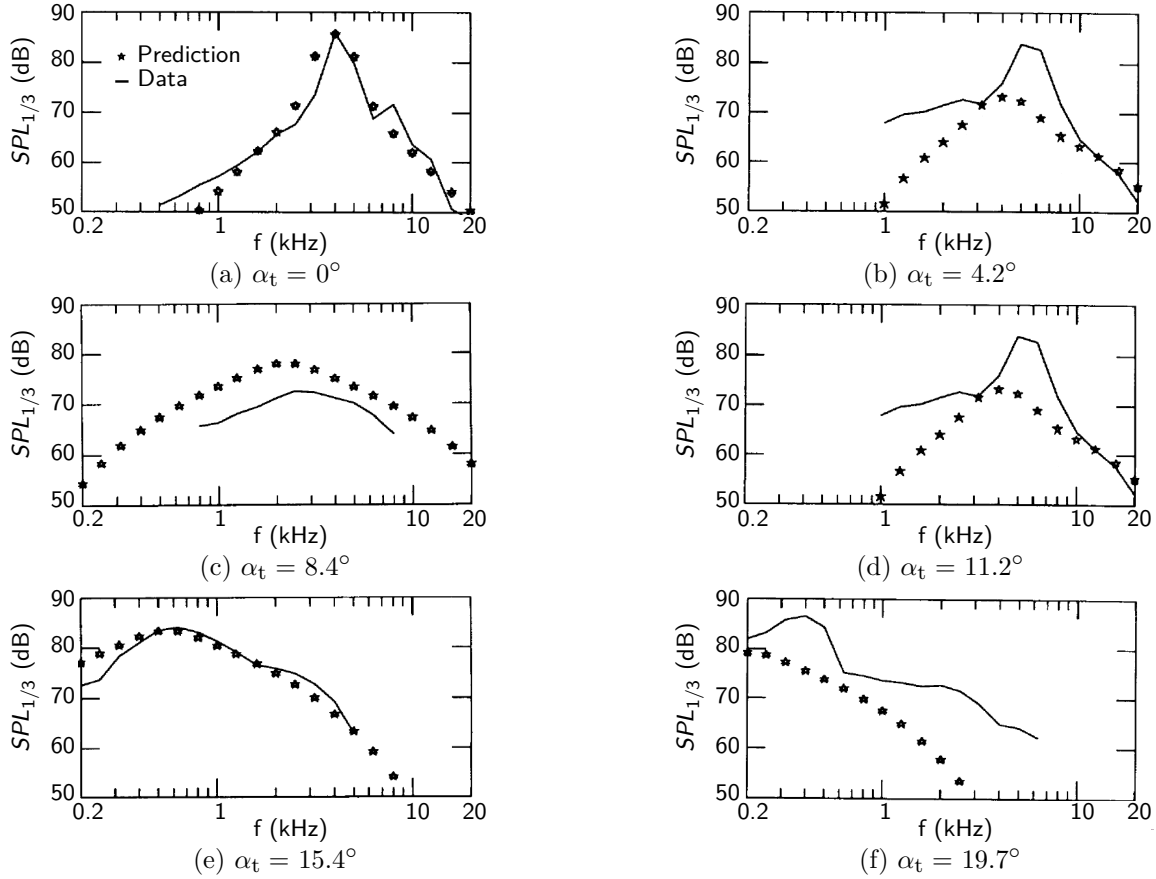 90
80
70
60
50
SPL1/3 (dB)
Prediction
Data
0.2 1 10 20
f (kHz)
(a) αt = 0°
90
80
70
60
50
SPL1/3 (dB)
0.2 1 10 20
f (kHz)
(b) αt = 4.2°
90
80
70
60
50
SPL1/3 (dB)
0.2 1 10 20
f (kHz)
(c) αt = 8.4°
90
80
70
60
50
SPL1/3 (dB)
0.2 1 10 20
f (kHz)
(d) αt = 11.2°
90
80
70
60
50
SPL1/3 (dB)
0.2 1 10 20
f (kHz)
(e) αt = 15.4°
90
80
70
60
50
SPL1/3 (dB)
0.2 1 10 20
f (kHz)
(f) αt = 19.7°